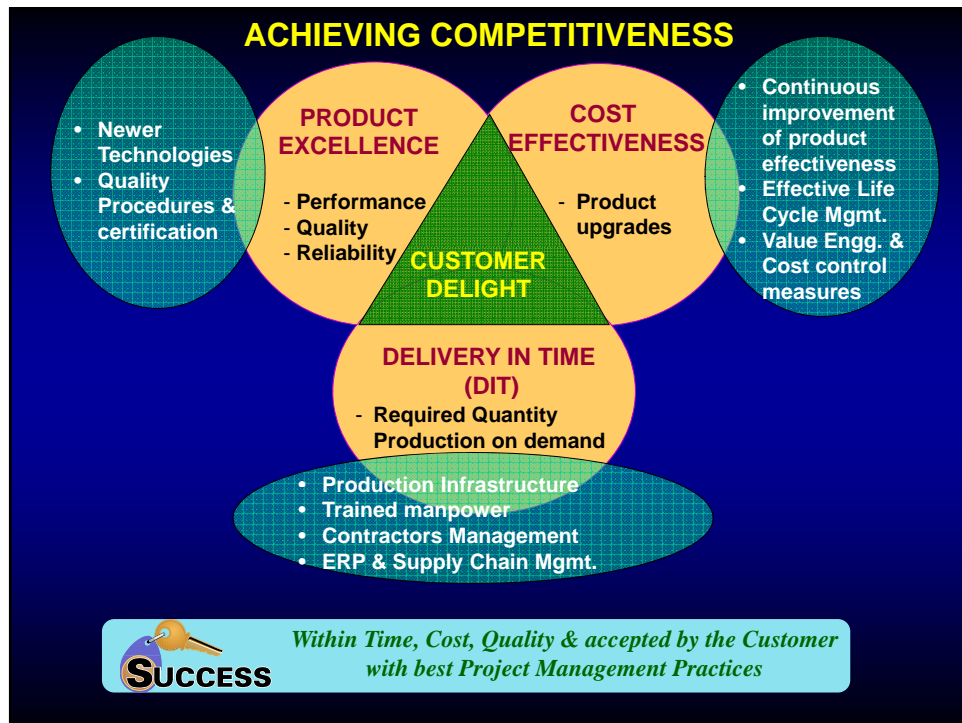 ACHIEVING COMPETITIVENESS
• Newer
Technologies
• Quality
Procedures &
certification
PRODUCT
EXCELLENCE
- Performance
- Quality
- Reliability
COST
EFFECTIVENESS
- Product
upgrades
• Continuous
improvement
of product
effectiveness
• Effective Life
Cycle Mgmt.
• Value Engg. &
Cost control
measures
CUSTOMER
DELIGHT
DELIVERY IN TIME
(DIT)
- Required Quantity
Production on demand
• Production Infrastructure
• Trained manpower
• Contractors Management
• ERP & Supply Chain Mgmt.
SUCCESS
Within Time, Cost, Quality & accepted by the Customer
with best Project Management Practices